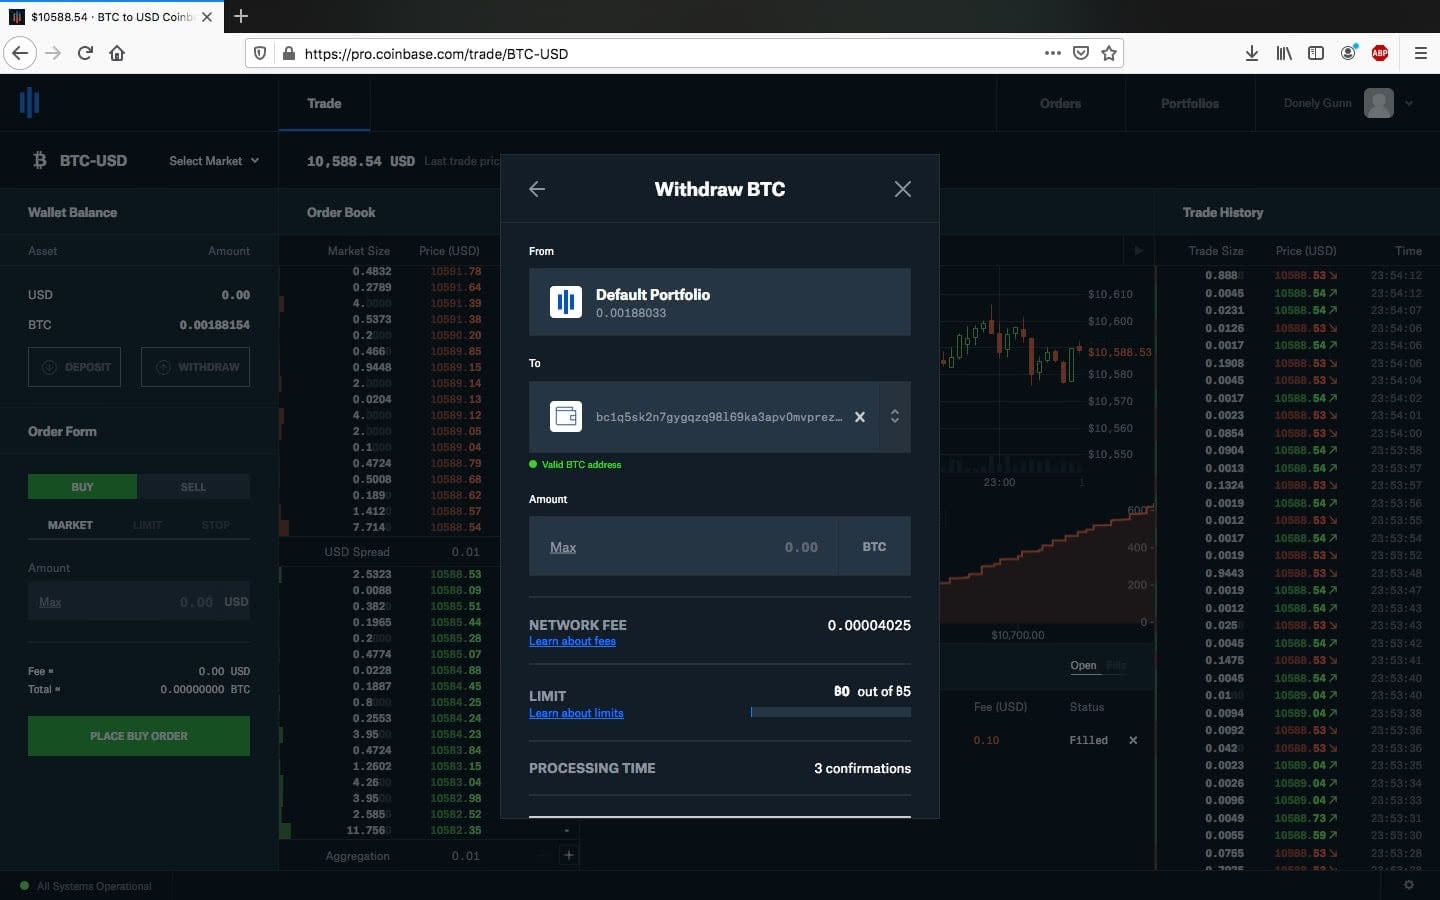 $10588.54 · BTC to USD Coinb
https://pro.coinbase.com/trade/BTC-USD
ABP
Trade
Orders
Portfolios
Donely Gunn
BTC-USD
Select Market
10,588.54 USD Last trade pric
Withdraw BTC
Wallet Balance
Asset Amount
USD 0.00
BTC 0.00188154
DEPOSIT
WITHDRAW
Order Form
BUY
SELL
MARKET
LIMIT
STOP
Amount
Max 0.00 USD
Fee ≈ 0.00 USD
Total ≈ 0.00000000 BTC
PLACE BUY ORDER
Order Book
Market Size Price (USD)
0.4832 10591.78
0.2789 10591.64
4.0000 10591.39
0.5373 10591.38
0.2000 10590.20
0.4660 10589.85
0.9448 10589.15
2.0000 10589.14
0.0204 10589.13
4.0000 10589.12
2.0000 10589.05
0.1000 10589.04
0.4724 10588.79
0.5008 10588.68
0.1890 10588.62
1.4120 10588.57
7.7140 10588.54
USD Spread 0.01
2.5323 10588.53
0.0088 10588.09
0.3820 10585.51
0.1965 10585.44
0.2000 10585.28
0.4774 10585.07
0.0228 10584.88
0.1887 10584.45
0.8000 10584.25
0.2553 10584.24
3.9500 10584.23
0.4724 10583.84
1.2602 10583.15
4.2600 10583.04
3.9500 10582.98
2.5850 10582.52
11.7560 10582.35 -
Aggregation 0.01
From
Default Portfolio
0.00188033
To
bc1q5sk2n7gygqzq98l69ka3apv0mvprez…
Valid BTC address
Amount
Max 0.00 BTC
NETWORK FEE 0.00004025
Learn about fees
LIMIT ₿0 out of ₿5
Learn about limits
PROCESSING TIME 3 confirmations
$10,610
$10,600
$10,588.53
$10,580
$10,570
$10,560
$10,550
23:00 1
600
400
200
0
$10,700.00
Open Fills
Fee (USD) Status
0.10 Filled
Trade History
Trade Size Price (USD) Time
0.8880 10588.53↘ 23:54:12
0.0045 10588.54↗ 23:54:12
0.0231 10588.54↗ 23:54:07
0.0126 10588.53↘ 23:54:06
0.0017 10588.54↗ 23:54:06
0.1908 10588.53↘ 23:54:06
0.0045 10588.53↘ 23:54:04
0.0017 10588.54↗ 23:54:02
0.0023 10588.53↘ 23:54:01
0.0854 10588.53↘ 23:54:00
0.0904 10588.54↗ 23:53:58
0.0013 10588.54↗ 23:53:57
0.1324 10588.53↘ 23:53:57
0.0019 10588.54↗ 23:53:56
0.0012 10588.53↘ 23:53:55
0.0017 10588.54↗ 23:53:54
0.0019 10588.53↘ 23:53:52
0.9443 10588.53↘ 23:53:48
0.0019 10588.54↗ 23:53:47
0.0012 10588.54↗ 23:53:43
0.0250 10588.53↘ 23:53:43
0.0045 10588.54↗ 23:53:42
0.1475 10588.53↘ 23:53:41
0.0045 10588.53↘ 23:53:40
0.0100 10589.04↗ 23:53:39
0.0094 10589.04↗ 23:53:38
0.0092 10588.53↘ 23:53:36
0.0420 10588.53↘ 23:53:36
0.0023 10589.04↗ 23:53:35
0.0026 10589.04↗ 23:53:34
0.0096 10589.04↗ 23:53:33
0.0049 10588.73↗ 23:53:31
0.0055 10588.59↗ 23:53:30
0.0755 10588.53↘ 23:53:28
All Systems Operational